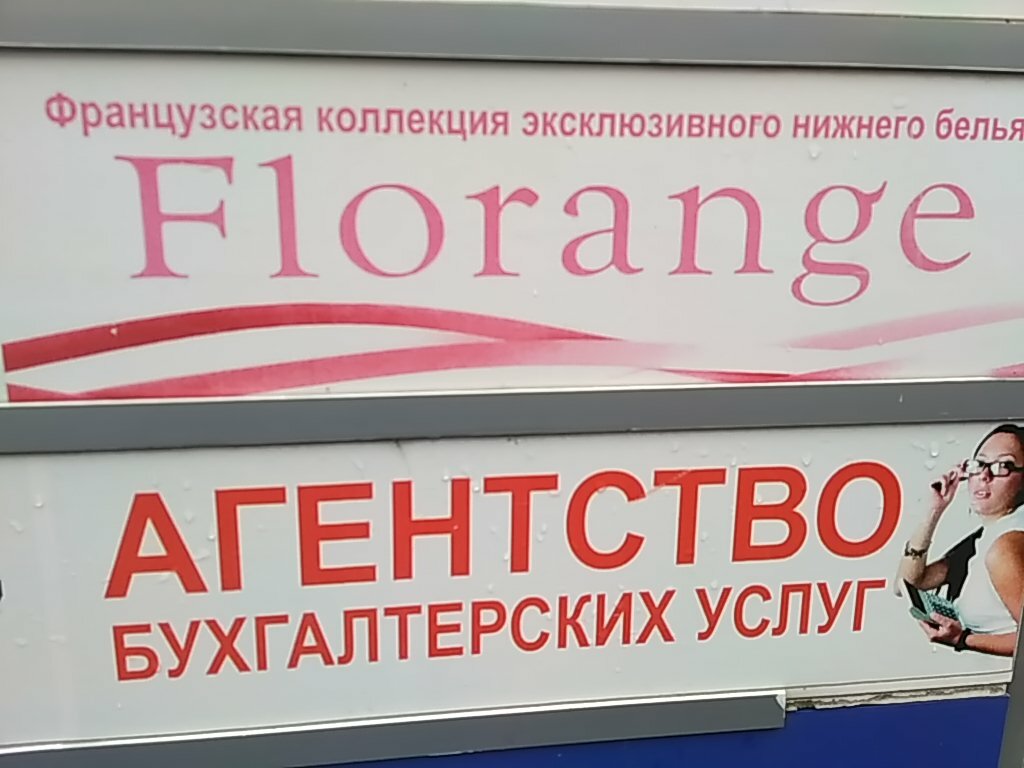 Французская коллекция эксклюзивного нижнего белья
Florange
АГЕНТСТВО
БУХГАЛТЕРСКИХ УСЛУГ